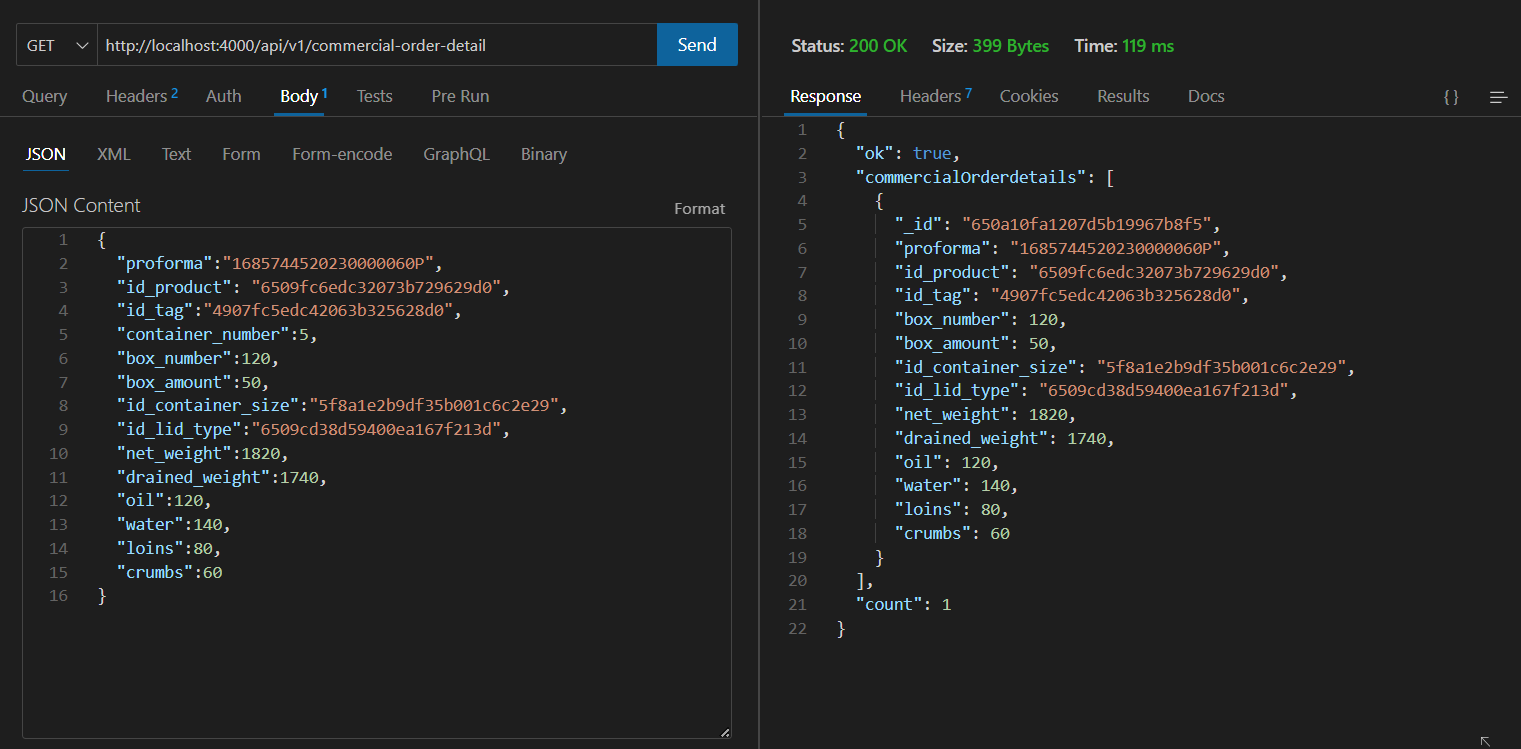 GET http://localhost:4000/api/v1/commercial-order-detail Send
Query Headers 2 Auth Body 1 Tests Pre Run
JSON XML Text Form Form-encode GraphQL Binary
JSON Content Format
1 {
2 "proforma":"1685744520230000060P",
3 "id_product": "6509fc6edc32073b729629d0",
4 "id_tag":"4907fc5edc42063b325628d0",
5 "container_number":5,
6 "box_number":120,
7 "box_amount":50,
8 "id_container_size":"5f8a1e2b9df35b001c6c2e29",
9 "id_lid_type":"6509cd38d59400ea167f213d",
10 "net_weight":1820,
11 "drained_weight":1740,
12 "oil":120,
13 "water":140,
14 "loins":80,
15 "crumbs":60
16 }
Status: 200 OK Size: 399 Bytes Time: 119 ms
Response Headers 7 Cookies Results Docs { }
1 {
2 "ok": true,
3 "commercialOrderdetails": [
4 {
5 "_id": "650a10fa1207d5b19967b8f5",
6 "proforma": "1685744520230000060P",
7 "id_product": "6509fc6edc32073b729629d0",
8 "id_tag": "4907fc5edc42063b325628d0",
9 "box_number": 120,
10 "box_amount": 50,
11 "id_container_size": "5f8a1e2b9df35b001c6c2e29",
12 "id_lid_type": "6509cd38d59400ea167f213d",
13 "net_weight": 1820,
14 "drained_weight": 1740,
15 "oil": 120,
16 "water": 140,
17 "loins": 80,
18 "crumbs": 60
19 }
20 ],
21 "count": 1
22 }